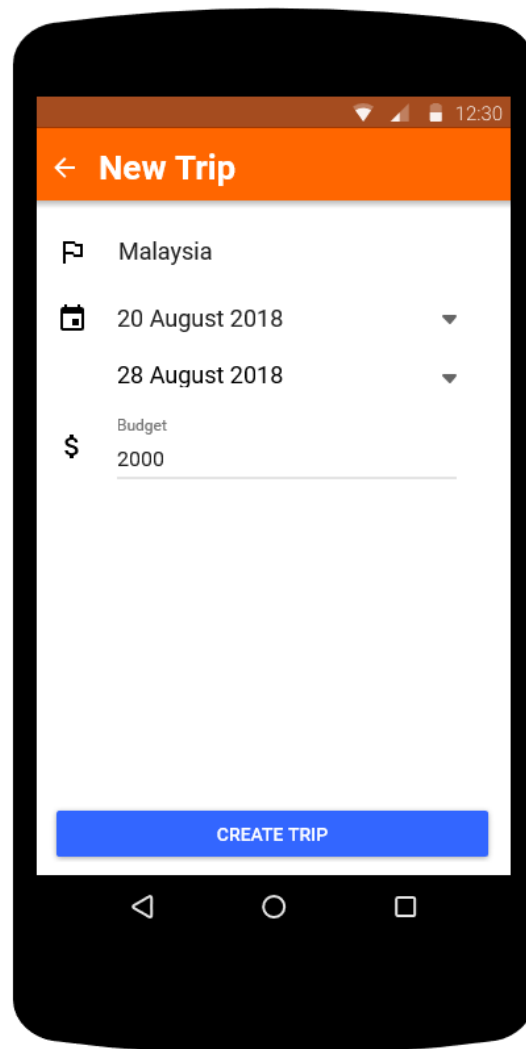 12:30
New Trip
Malaysia
20 August 2018
28 August 2018
Budget
$ 2000
CREATE TRIP